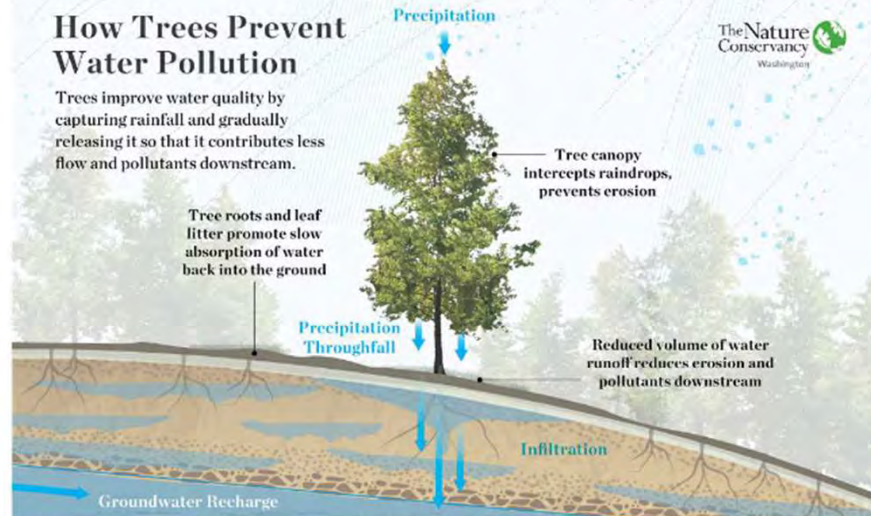 How Trees Prevent
Water Pollution
Trees improve water quality by
capturing rainfall and gradually
releasing it so that it contributes less
flow and pollutants downstream.
Precipitation
The Nature
Conservancy
Washington
Tree canopy
intercepts raindrops,
prevents erosion
Tree roots and leaf
litter promote slow
absorption of water
back into the ground
Precipitation
Throughfall
Reduced volume of water
runoff reduces erosion and
pollutants downstream
Infiltration
Groundwater Recharge